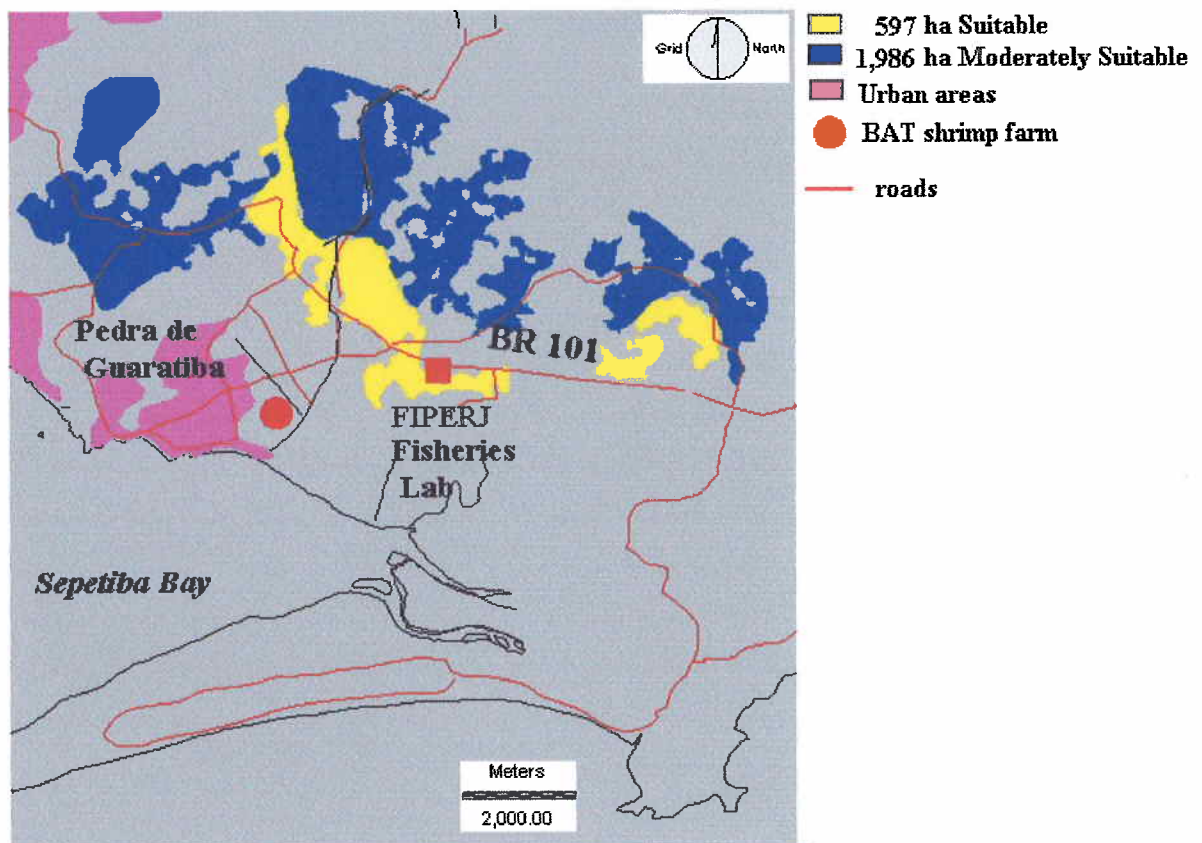 Grid North
597 ha Suitable
1,986 ha Moderately Suitable
Urban areas
BAT shrimp farm
roads
Pedra de
Guaratiba
BR 101
FIPERJ
Fisheries
Lab
Sepetiba Bay
Meters
2,000.00